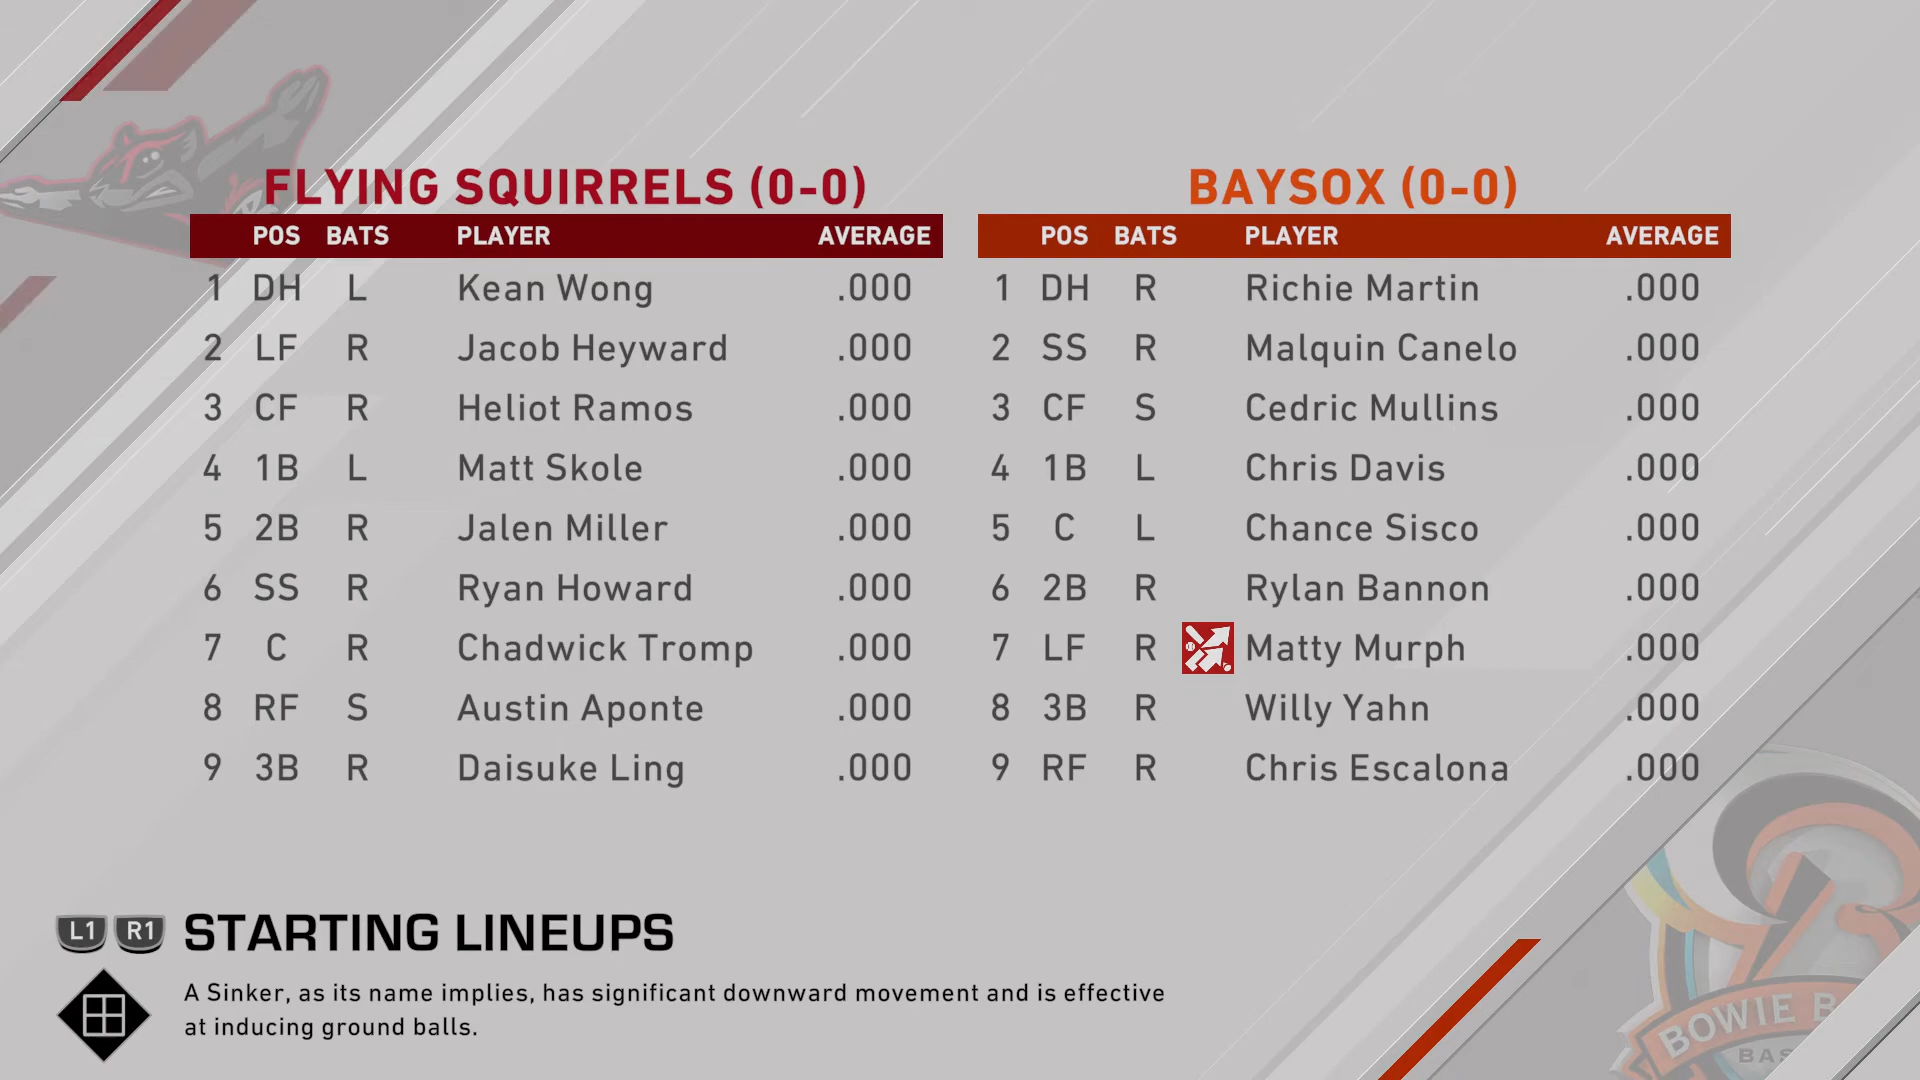 FLYING SQUIRRELS (0-0)
POS BATS PLAYER AVERAGE
1 DH L Kean Wong .000
2 LF R Jacob Heyward .000
3 CF R Heliot Ramos .000
4 1B L Matt Skole .000
5 2B R Jalen Miller .000
6 SS R Ryan Howard .000
7 C R Chadwick Tromp .000
8 RF S Austin Aponte .000
9 3B R Daisuke Ling .000
BAYSOX (0-0)
POS BATS PLAYER AVERAGE
1 DH R Richie Martin .000
2 SS R Malquin Canelo .000
3 CF S Cedric Mullins .000
4 1B L Chris Davis .000
5 C L Chance Sisco .000
6 2B R Rylan Bannon .000
7 LF R Matty Murph .000
8 3B R Willy Yahn .000
9 RF R Chris Escalona .000
L1 R1 STARTING LINEUPS
A Sinker, as its name implies, has significant downward movement and is effective
at inducing ground balls.
BOWIE B
BAS